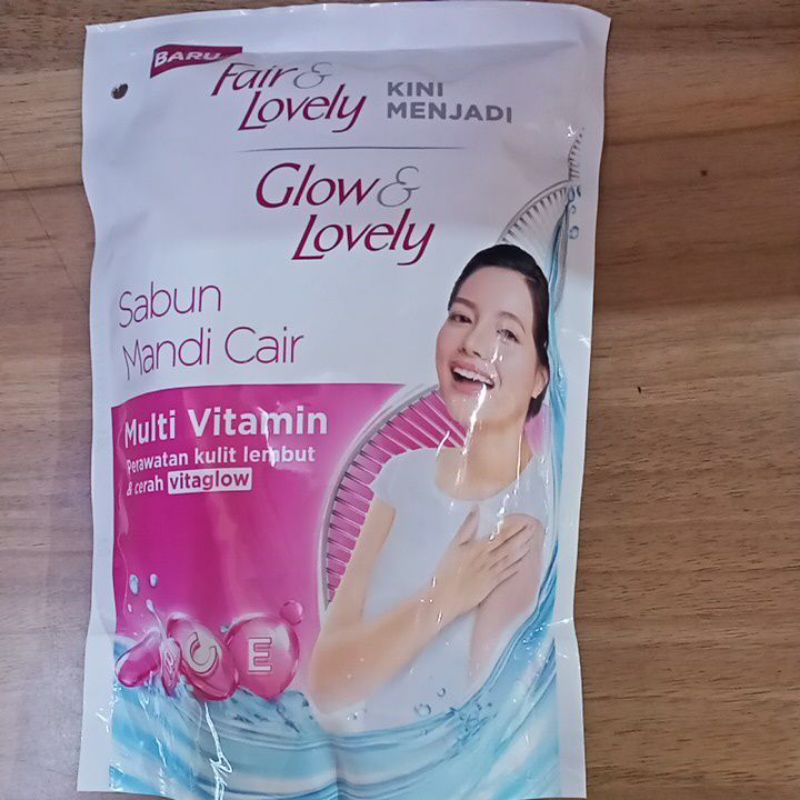 BARU
Fair &
Lovely
KINI
MENJADI
Glow &
Lovely
Sabun
Mandi Cair
Multi Vitamin
Perawatan kulit lembut
& cerah vitaglow
C E